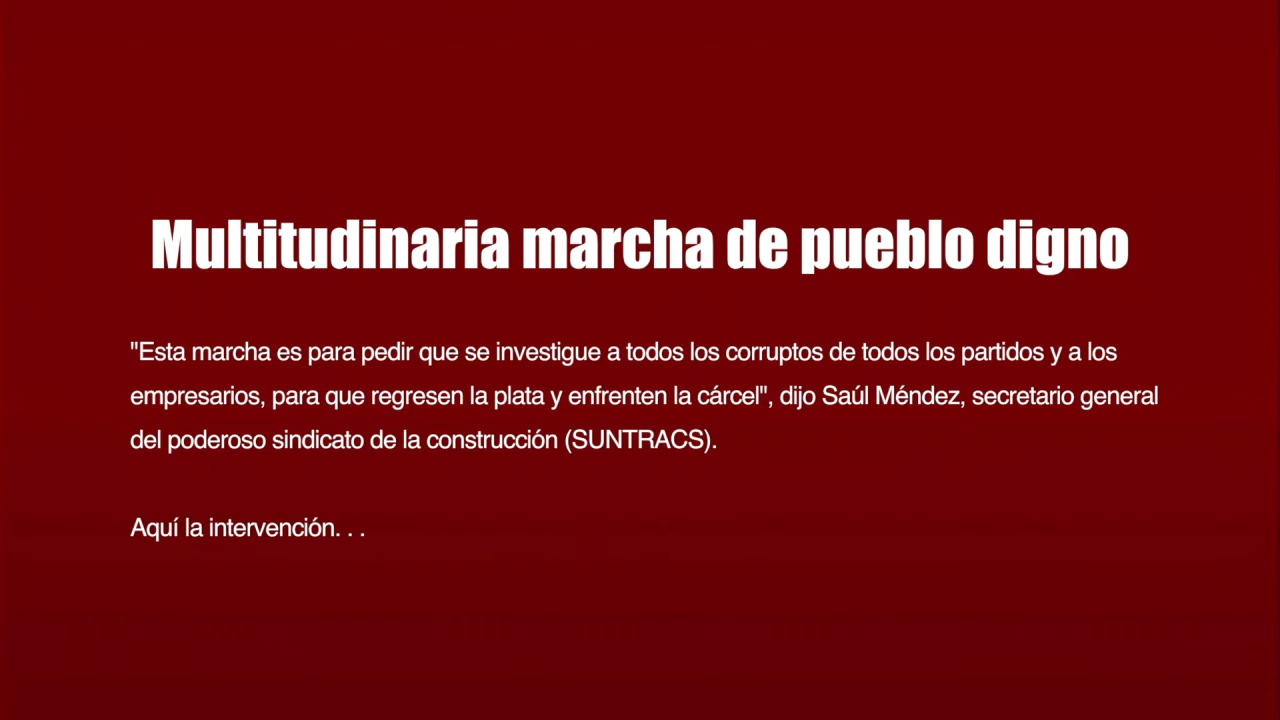 Multitudinaria marcha de pueblo digno
"Esta marcha es para pedir que se investigue a todos los corruptos de todos los partidos y a los
empresarios, para que regresen la plata y enfrenten la cárcel", dijo Saúl Méndez, secretario general
del poderoso sindicato de la construcción (SUNTRACS).
Aquí la intervención. . .